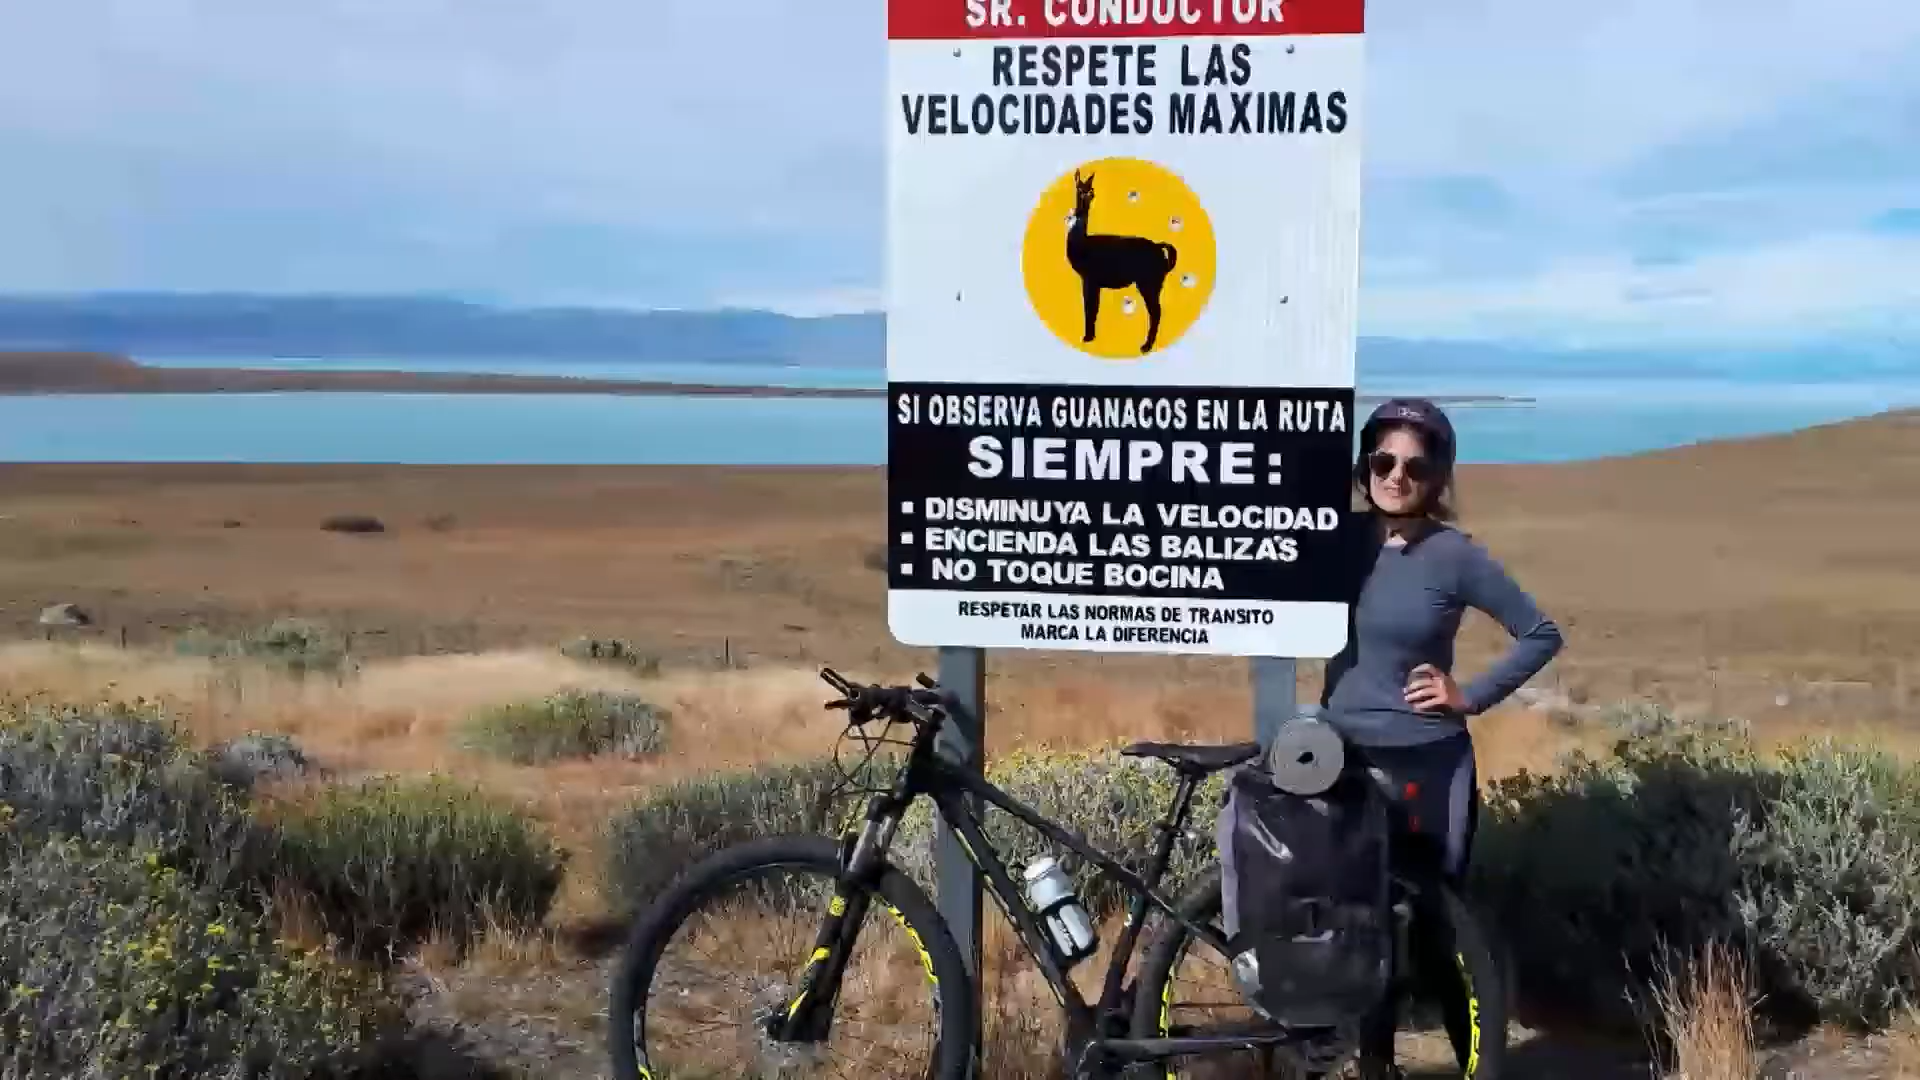 SR. CONDUCTOR
RESPETE LAS
VELOCIDADES MAXIMAS
SI OBSERVA GUANACOS EN LA RUTA
SIEMPRE:
▪ DISMINUYA LA VELOCIDAD
▪ ENCIENDA LAS BALIZAS
▪ NO TOQUE BOCINA
RESPETAR LAS NORMAS DE TRANSITO
MARCA LA DIFERENCIA